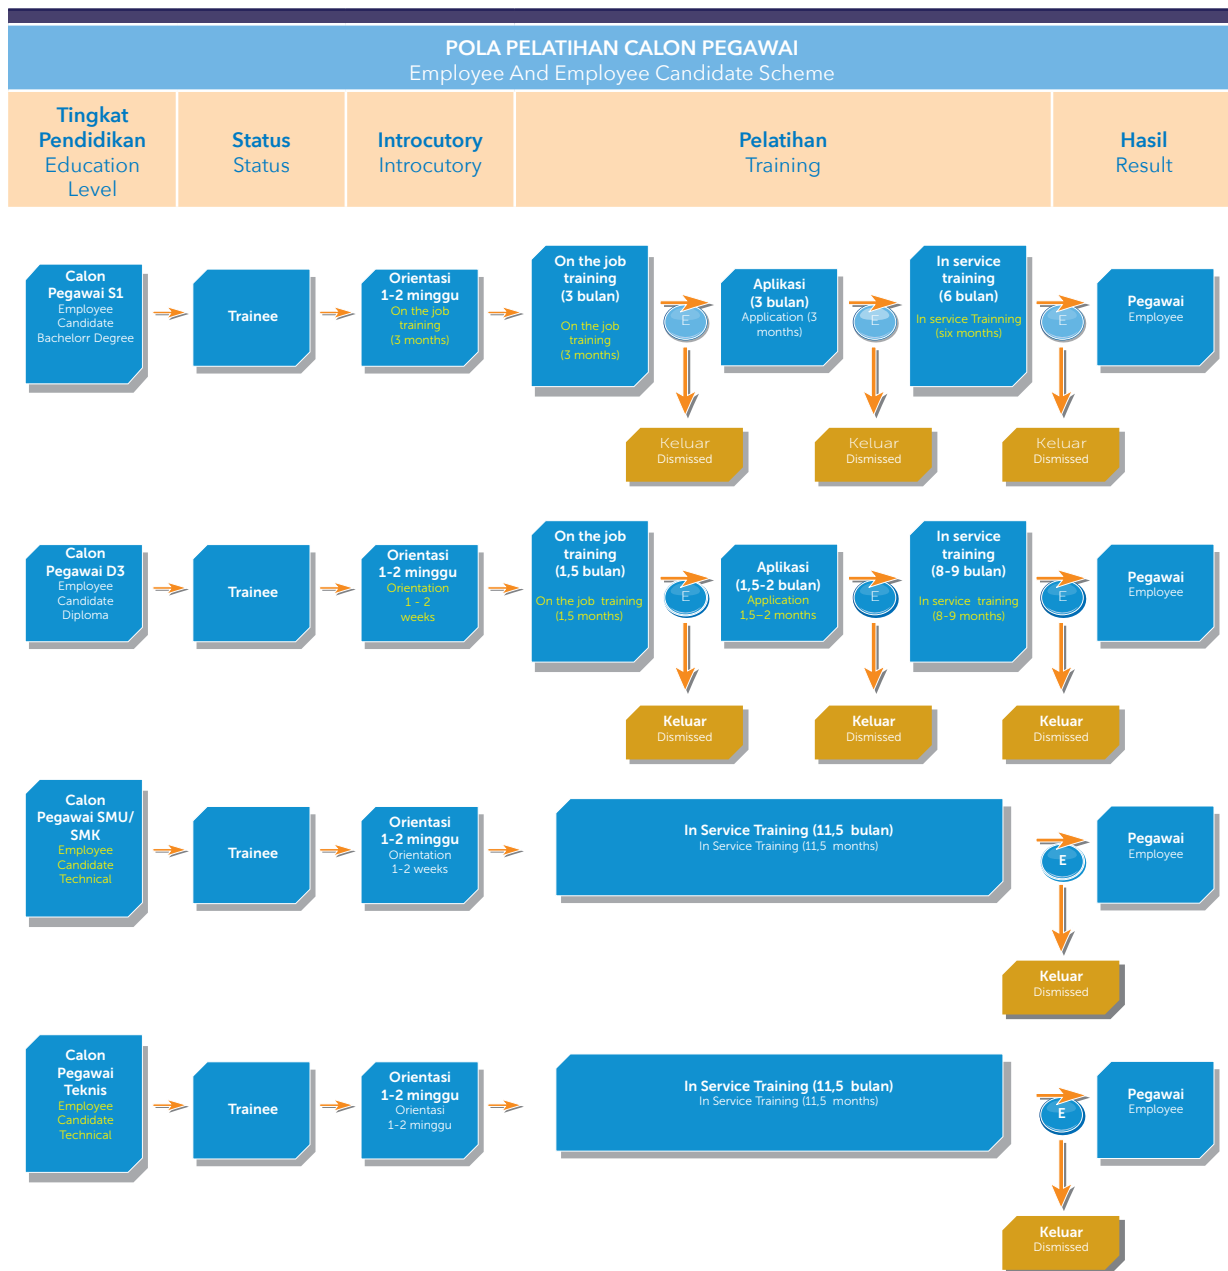 POLA PELATIHAN CALON PEGAWAI
Employee And Employee Candidate Scheme
Tingkat
Pendidikan
Education
Level
Status
Status
Introcutory
Introcutory
Pelatihan
Training
Hasil
Result
Calon
Pegawai S1
Employee
Candidate
Bachelorr Degree
Trainee
Orientasi
1-2 minggu
On the job
training
(3 months)
On the job
training
(3 bulan)
On the job
training
(3 months)
E
Aplikasi
(3 bulan)
Application (3
months)
E
In service
training
(6 bulan)
In service Trainning
(six months)
E
Pegawai
Employee
Keluar
Dismissed
Keluar
Dismissed
Keluar
Dismissed
Calon
Pegawai D3
Employee
Candidate
Diploma
Trainee
Orientasi
1-2 minggu
Orientation
1 - 2
weeks
On the job
training
(1,5 bulan)
On the job training
(1,5 months)
E
Aplikasi
(1,5-2 bulan)
Application
1,5–2 months
E
In service
training
(8-9 bulan)
In service training
(8-9 months)
E
Pegawai
Employee
Keluar
Dismissed
Keluar
Dismissed
Keluar
Dismissed
Calon
Pegawai SMU/
SMK
Employee
Candidate
Technical
Trainee
Orientasi
1-2 minggu
Orientation
1-2 weeks
In Service Training (11,5 bulan)
In Service Training (11,5 months)
E
Pegawai
Employee
Keluar
Dismissed
Calon
Pegawai
Teknis
Employee
Candidate
Technical
Trainee
Orientasi
1-2 minggu
Orientasi
1-2 minggu
In Service Training (11,5 bulan)
In Service Training (11,5 months)
E
Pegawai
Employee
Keluar
Dismissed